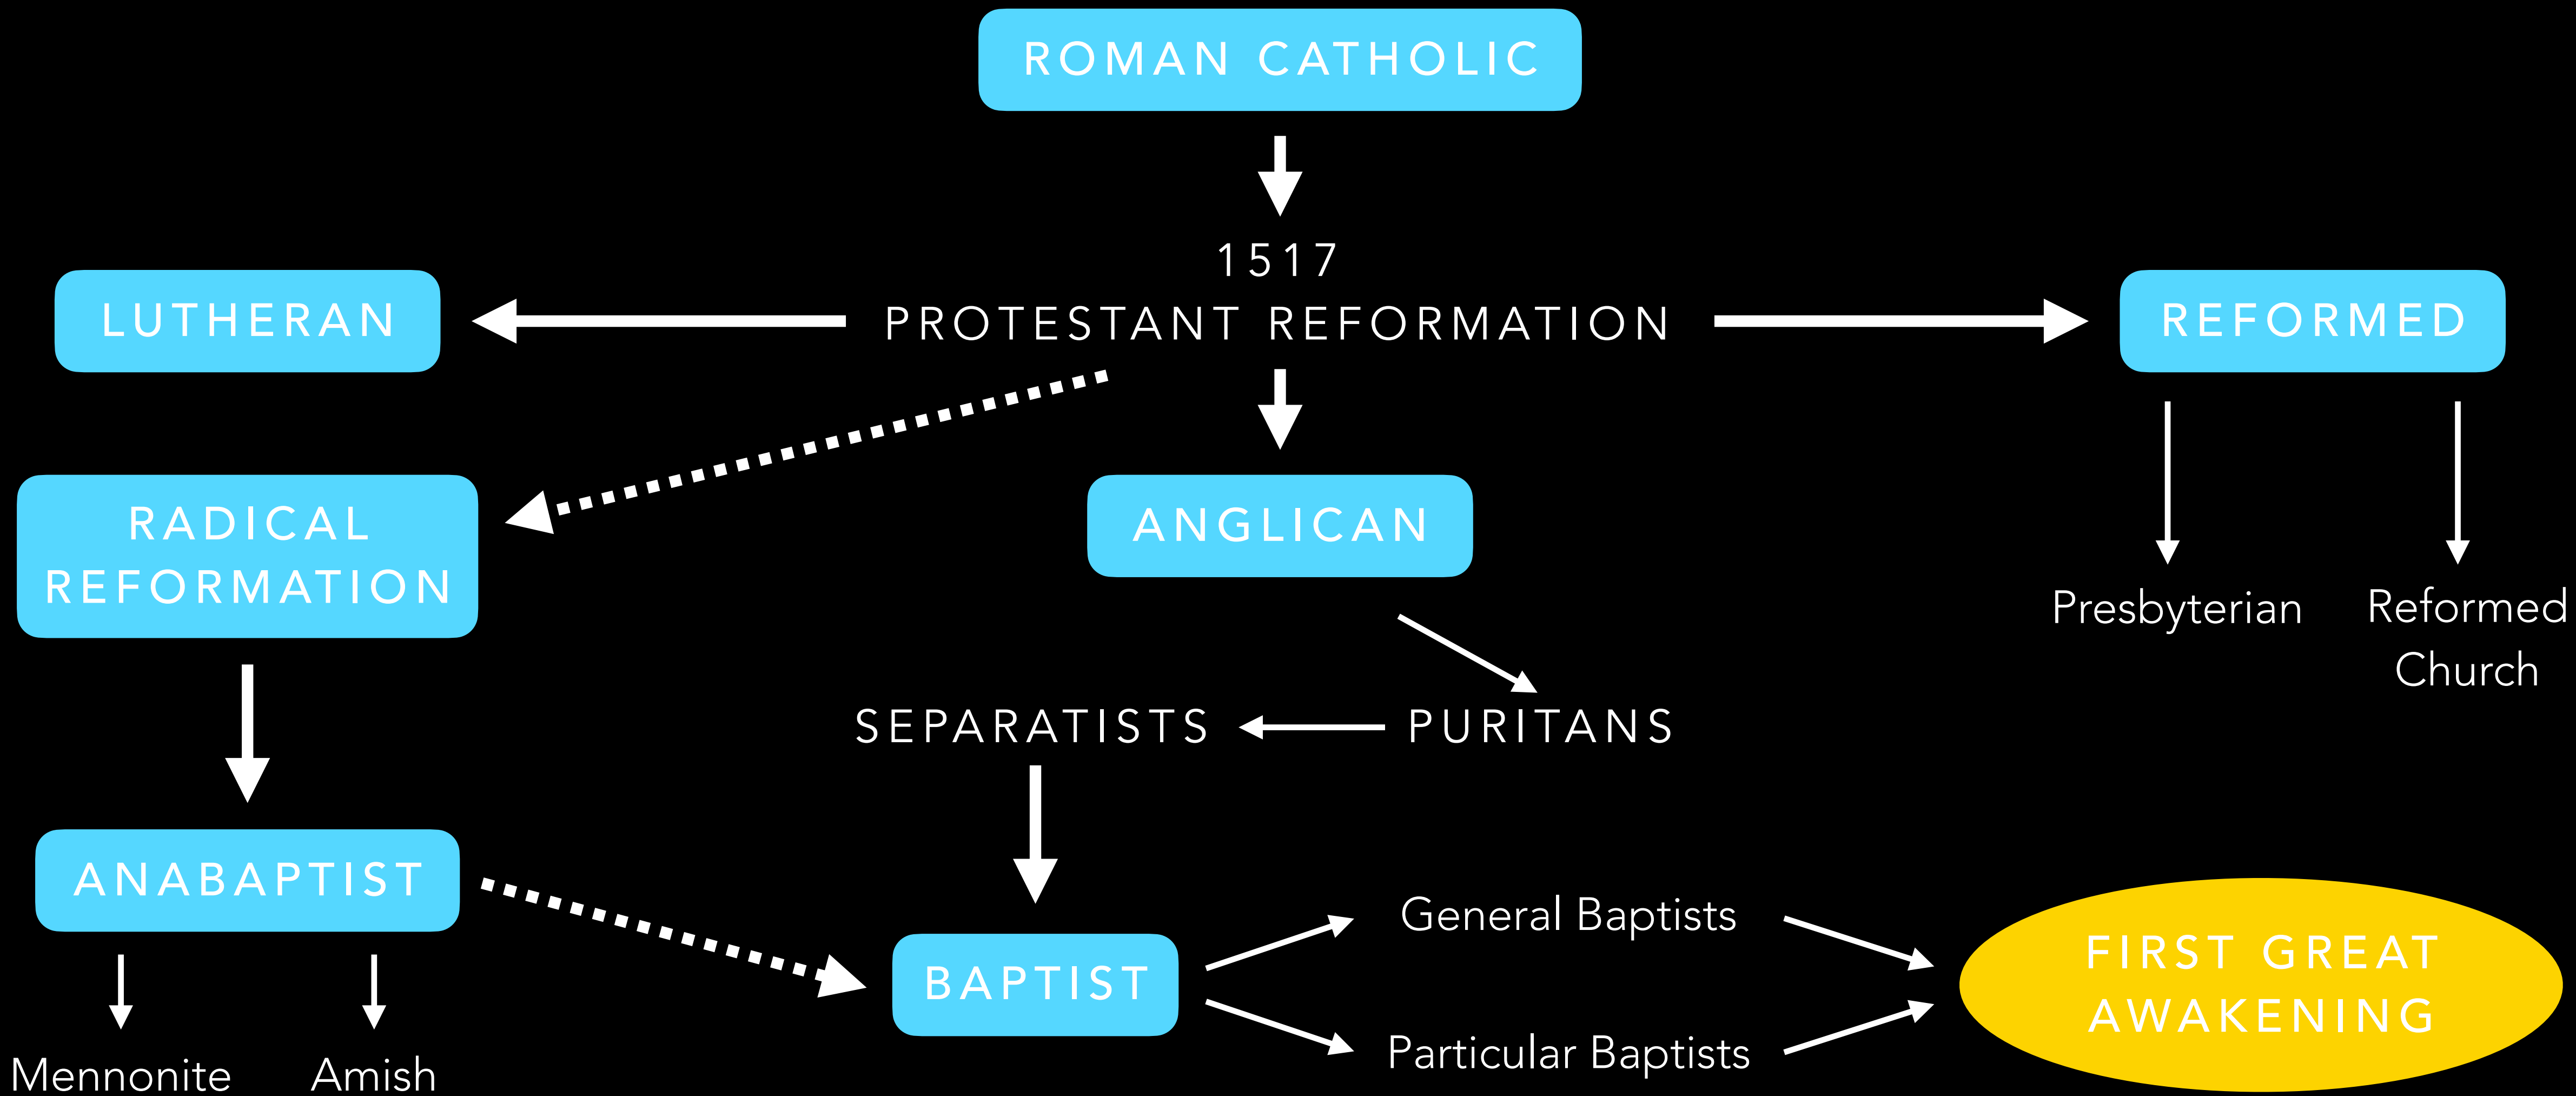 ROMAN CATHOLIC
1517
PROTESTANT REFORMATION
LUTHERAN
REFORMED
RADICAL
REFORMATION
ANGLICAN
Presbyterian
Reformed
Church
SEPARATISTS
PURITANS
ANABAPTIST
Mennonite
Amish
BAPTIST
General Baptists
Particular Baptists
FIRST GREAT
AWAKENING